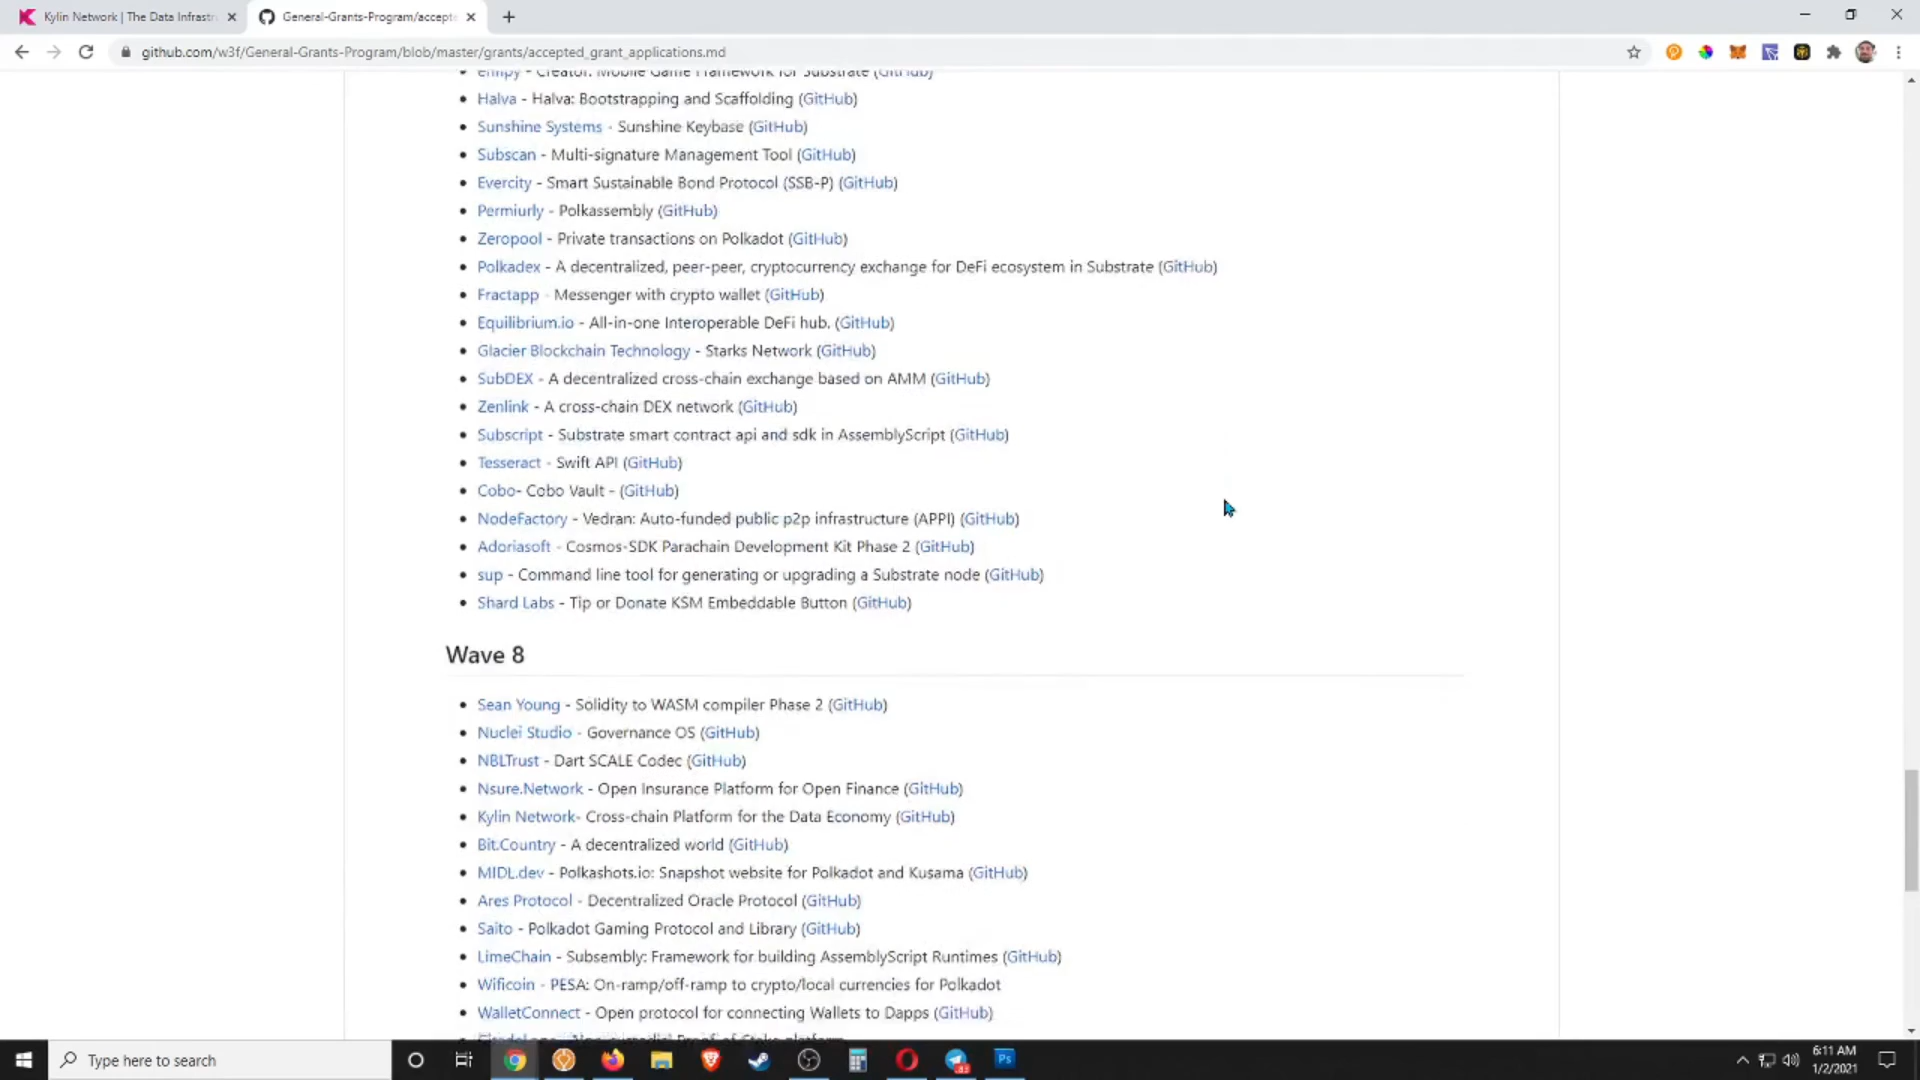 Kylin Network | The Data Infrastr
General-Grants-Program/accepte
github.com/w3f/General-Grants-Program/blob/master/grants/accepted_grant_applications.md
- Creator: Mobile Game Framework for Substrate (GitHub)
Halva - Halva: Bootstrapping and Scaffolding (GitHub)
Sunshine Systems - Sunshine Keybase (GitHub)
Subscan - Multi-signature Management Tool (GitHub)
Evercity - Smart Sustainable Bond Protocol (SSB-P) (GitHub)
Permiurly - Polkassembly (GitHub)
Zeropool - Private transactions on Polkadot (GitHub)
Polkadex - A decentralized, peer-peer, cryptocurrency exchange for DeFi ecosystem in Substrate (GitHub)
Fractapp - Messenger with crypto wallet (GitHub)
Equilibrium.io - All-in-one Interoperable DeFi hub. (GitHub)
Glacier Blockchain Technology - Starks Network (GitHub)
SubDEX - A decentralized cross-chain exchange based on AMM (GitHub)
Zenlink - A cross-chain DEX network (GitHub)
Subscript - Substrate smart contract api and sdk in AssemblyScript (GitHub)
Tesseract - Swift API (GitHub)
Cobo- Cobo Vault - (GitHub)
NodeFactory - Vedran: Auto-funded public p2p infrastructure (APPI) (GitHub)
Adoriasoft - Cosmos-SDK Parachain Development Kit Phase 2 (GitHub)
sup - Command line tool for generating or upgrading a Substrate node (GitHub)
Shard Labs - Tip or Donate KSM Embeddable Button (GitHub)
Wave 8
Sean Young - Solidity to WASM compiler Phase 2 (GitHub)
Nuclei Studio - Governance OS (GitHub)
NBLTrust - Dart SCALE Codec (GitHub)
Nsure.Network - Open Insurance Platform for Open Finance (GitHub)
Kylin Network- Cross-chain Platform for the Data Economy (GitHub)
Bit.Country - A decentralized world (GitHub)
MIDL.dev - Polkashots.io: Snapshot website for Polkadot and Kusama (GitHub)
Ares Protocol - Decentralized Oracle Protocol (GitHub)
Saito - Polkadot Gaming Protocol and Library (GitHub)
LimeChain - Subsembly: Framework for building AssemblyScript Runtimes (GitHub)
Wificoin - PESA: On-ramp/off-ramp to crypto/local currencies for Polkadot
WalletConnect - Open protocol for connecting Wallets to Dapps (GitHub)
Type here to search
Ps
6:11 AM
1/2/2021